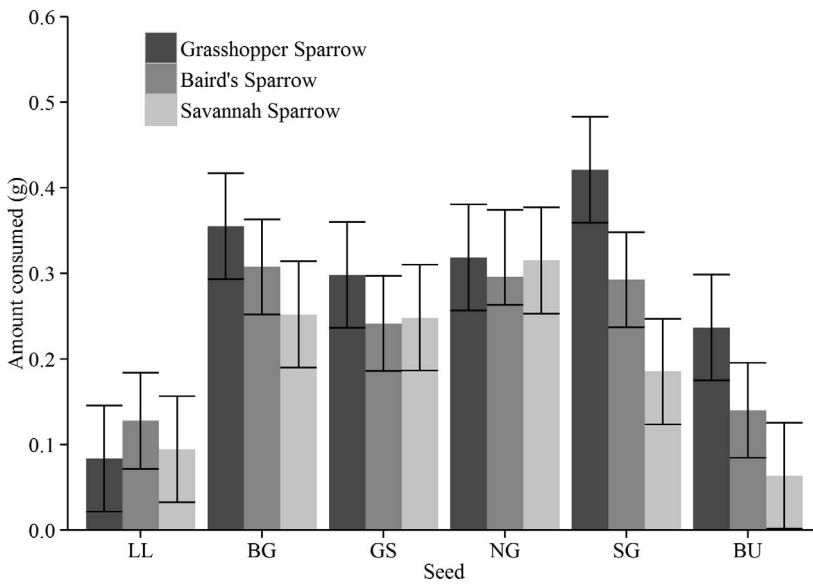 0.6
0.5
0.4
0.3
0.2
0.1
0.0
Amount consumed (g)
Grasshopper Sparrow
Baird's Sparrow
Savannah Sparrow
LL BG GS NG SG BU
Seed